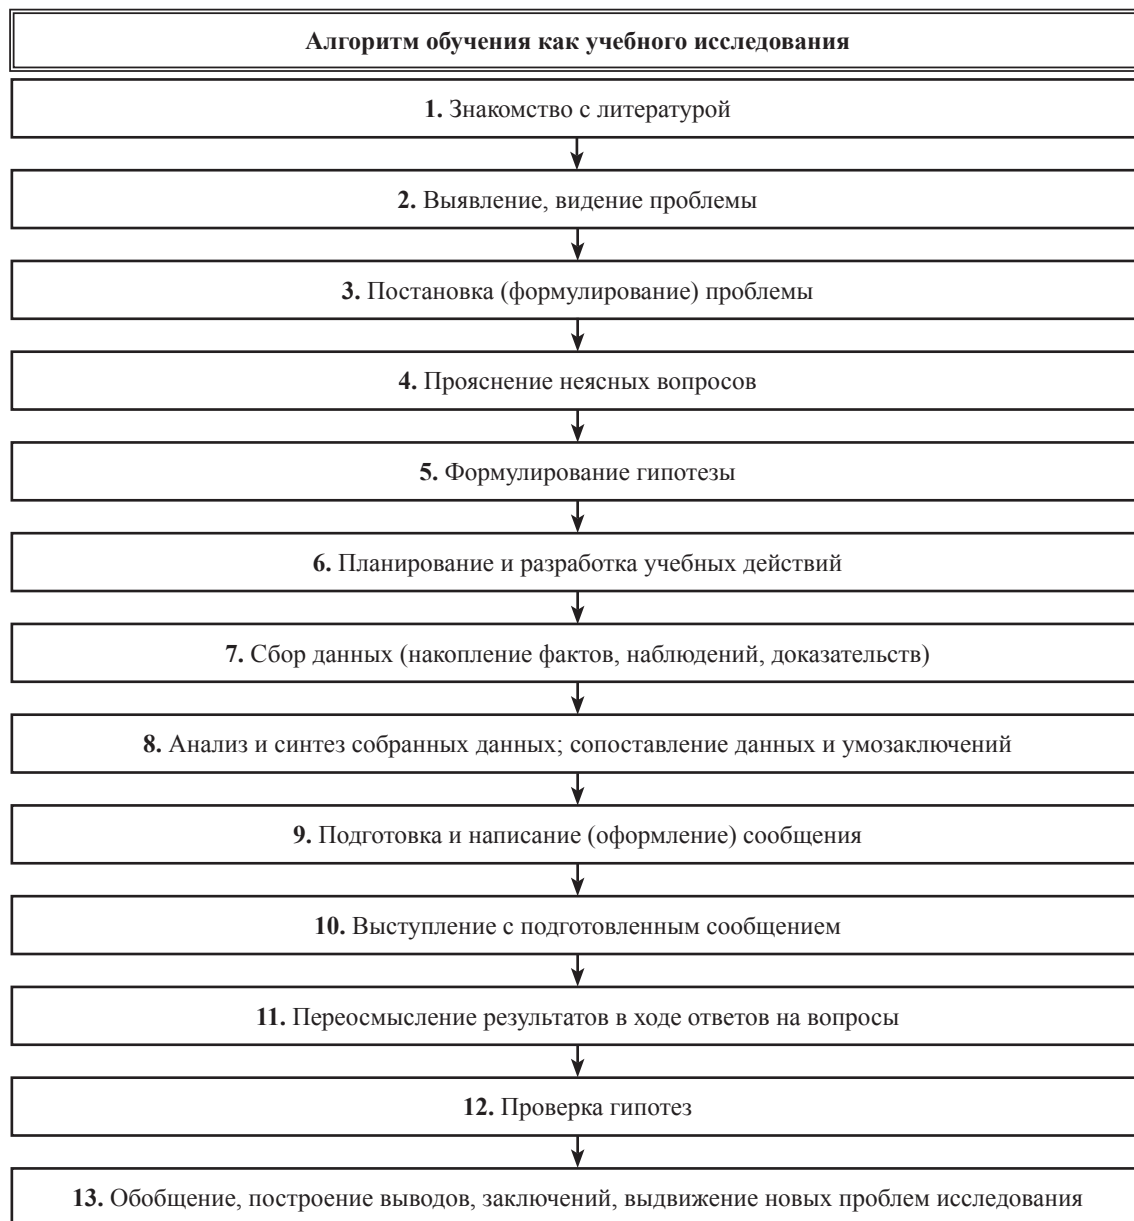 Алгоритм обучения как учебного исследования
1. Знакомство с литературой
2. Выявление, видение проблемы
3. Постановка (формулирование) проблемы
4. Прояснение неясных вопросов
5. Формулирование гипотезы
6. Планирование и разработка учебных действий
7. Сбор данных (накопление фактов, наблюдений, доказательств)
8. Анализ и синтез собранных данных; сопоставление данных и умозаключений
9. Подготовка и написание (оформление) сообщения
10. Выступление с подготовленным сообщением
11. Переосмысление результатов в ходе ответов на вопросы
12. Проверка гипотез
13. Обобщение, построение выводов, заключений, выдвижение новых проблем исследования